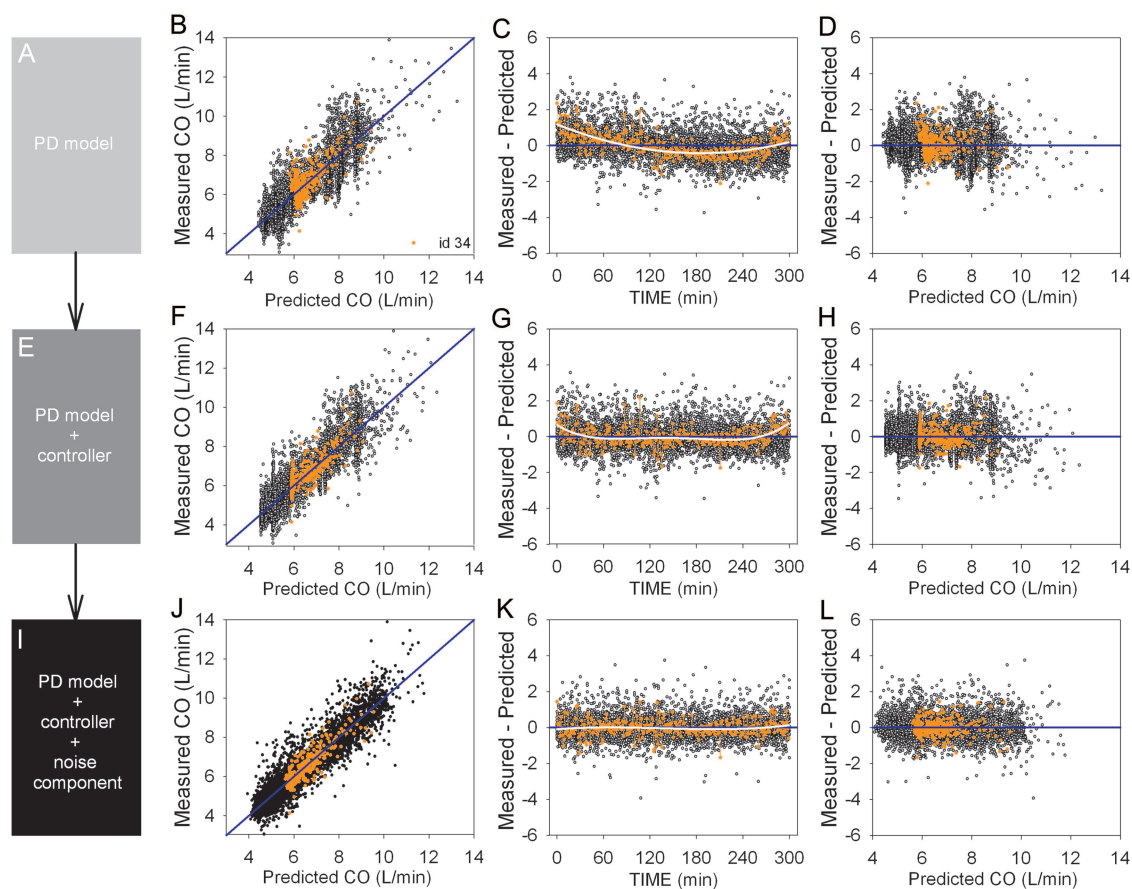 A
PD model
B
Measured CO (L/min)
14
12
10
8
6
4
4 6 8 10 12 14
Predicted CO (L/min)
id 34
C
Measured - Predicted
6
4
2
0
-2
-4
-6
0 60 120 180 240 300
TIME (min)
D
Measured - Predicted
6
4
2
0
-2
-4
-6
4 6 8 10 12 14
Predicted CO (L/min)
E
PD model
+
controller
F
Measured CO (L/min)
14
12
10
8
6
4
4 6 8 10 12 14
Predicted CO (L/min)
G
Measured - Predicted
6
4
2
0
-2
-4
-6
0 60 120 180 240 300
TIME (min)
H
Measured - Predicted
6
4
2
0
-2
-4
-6
4 6 8 10 12 14
Predicted CO (L/min)
I
PD model
+
controller
+
noise
component
J
Measured CO (L/min)
14
12
10
8
6
4
4 6 8 10 12 14
Predicted CO (L/min)
K
Measured - Predicted
6
4
2
0
-2
-4
-6
0 60 120 180 240 300
TIME (min)
L
Measured - Predicted
6
4
2
0
-2
-4
-6
4 6 8 10 12 14
Predicted CO (L/min)